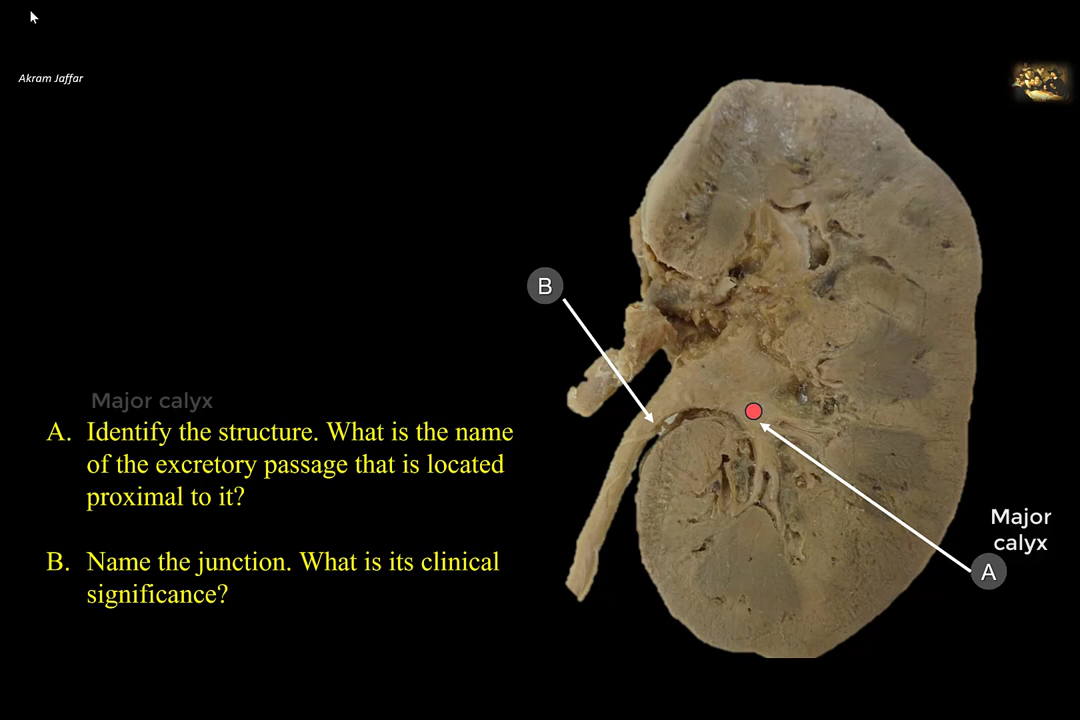 Akram Jaffar
B
Major calyx
A. Identify the structure. What is the name
of the excretory passage that is located
proximal to it?
B. Name the junction. What is its clinical
significance?
Major
calyx
A